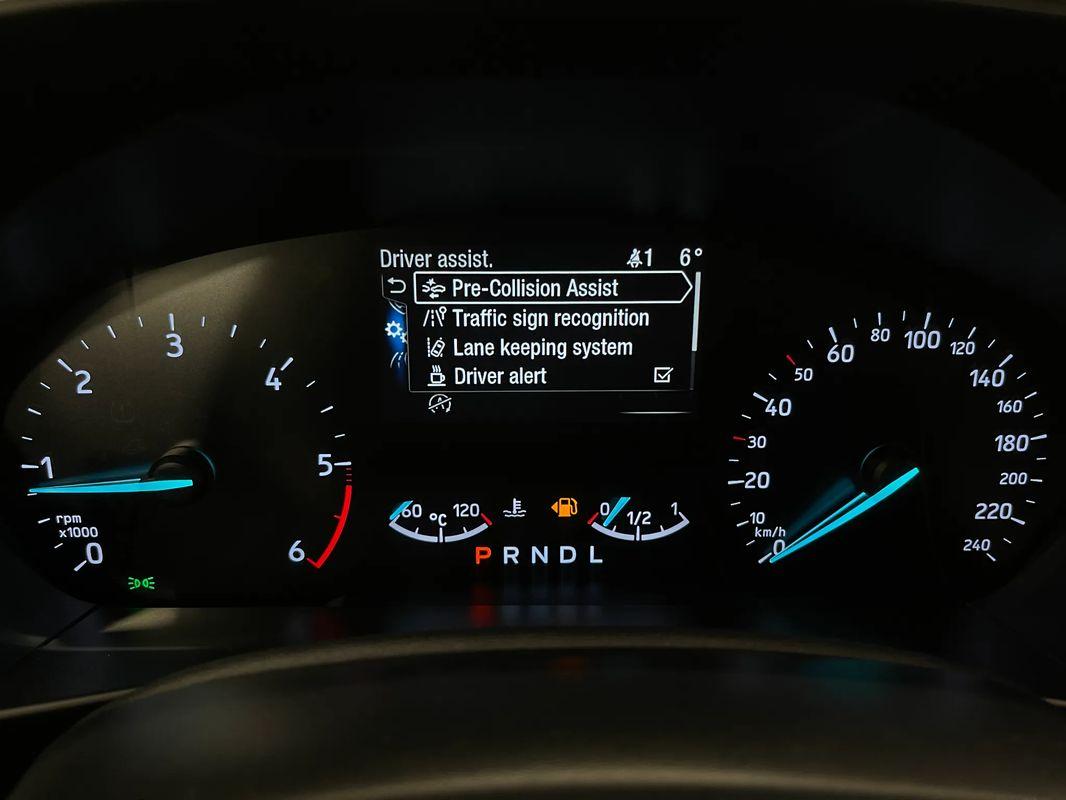 Driver assist. 1 6°
Pre-Collision Assist
Traffic sign recognition
Lane keeping system
Driver alert
0 1 2 3 4 5 6
rpm
x1000
60 °C 120
0 1/2 1
P R N D L
0 10 20 30 40 50 60 80 100 120 140 160 180 200 220 240
km/h